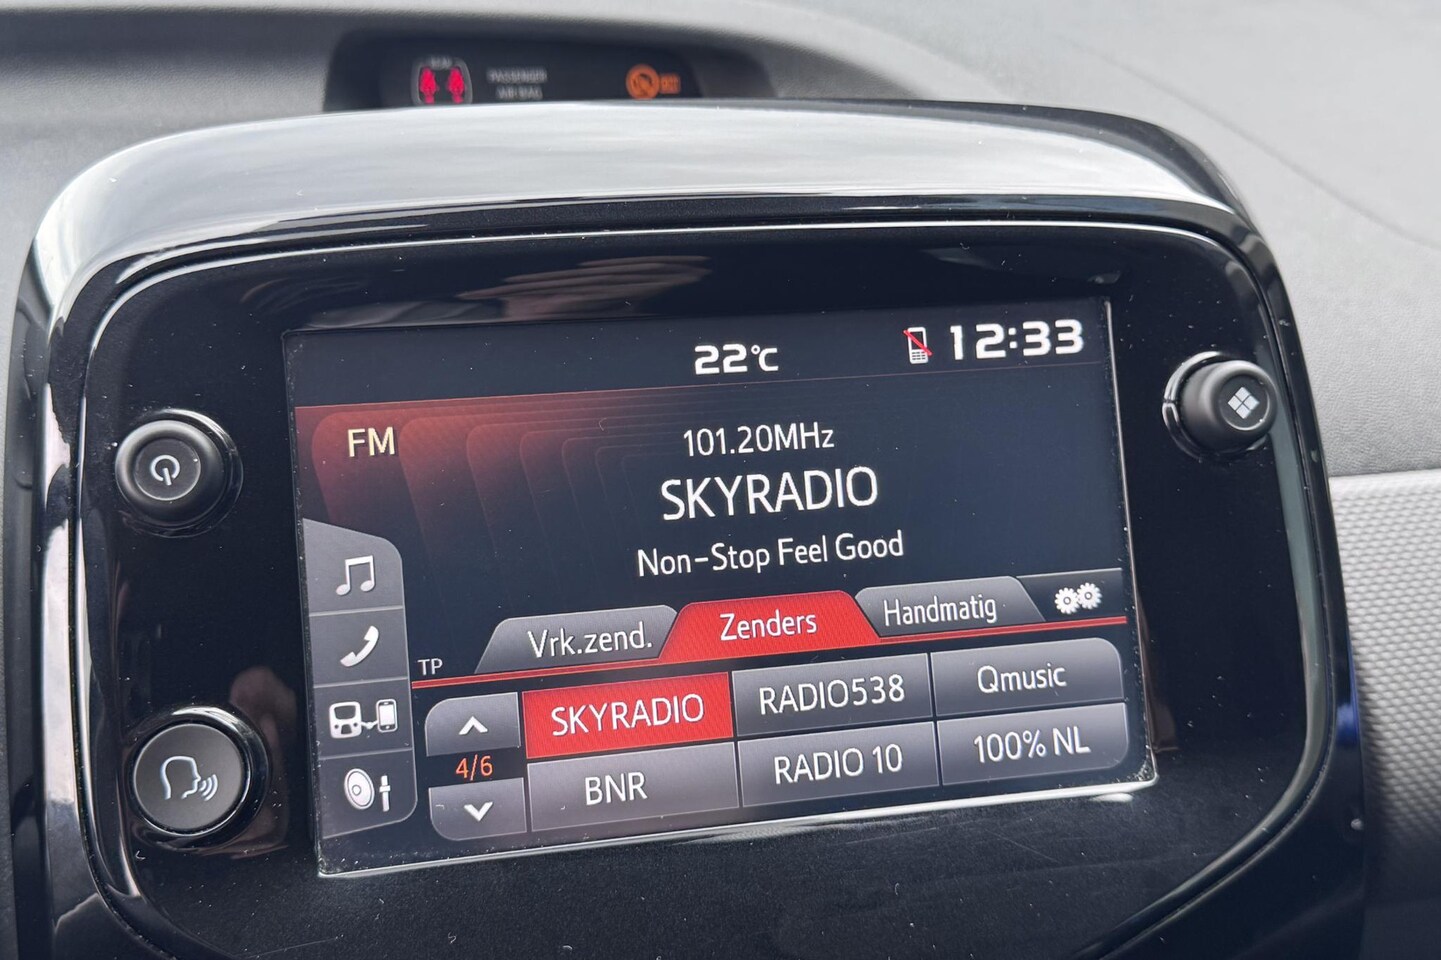 PASSENGER
AIR BAG
22°C
12:33
FM
101.20MHz
SKYRADIO
Non-Stop Feel Good
Vrk.zend.
Zenders
Handmatig
TP
SKYRADIO
RADIO538
Qmusic
4/6
BNR
RADIO 10
100% NL